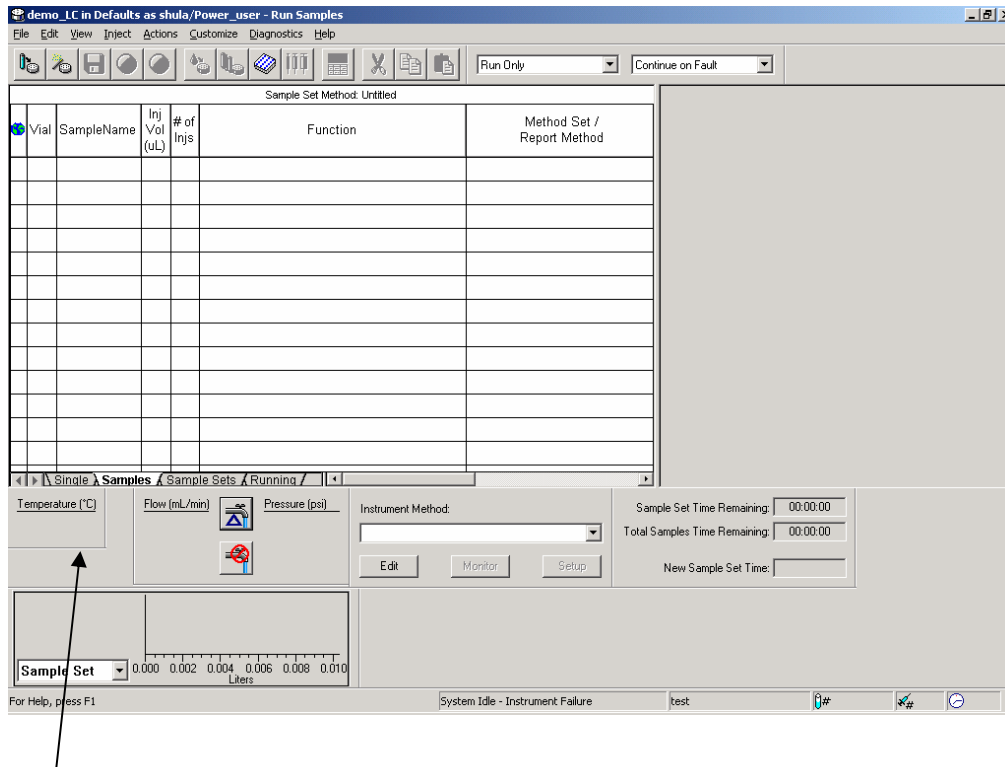 demo_LC in Defaults as shula/Power_user - Run Samples
File Edit View Inject Actions Customize Diagnostics Help
Run Only Continue on Fault
Sample Set Method: Untitled
Vial SampleName Inj Vol (uL) # of Injs Function Method Set / Report Method
Single Samples Sample Sets Running
Temperature (°C) Flow (mL/min) Pressure (psi)
Instrument Method:
Edit Monitor Setup
Sample Set Time Remaining: 00:00:00
Total Samples Time Remaining: 00:00:00
New Sample Set Time:
Sample Set
0.000 0.002 0.004 0.006 0.008 0.010
Liters
For Help, press F1 System Idle - Instrument Failure test # #